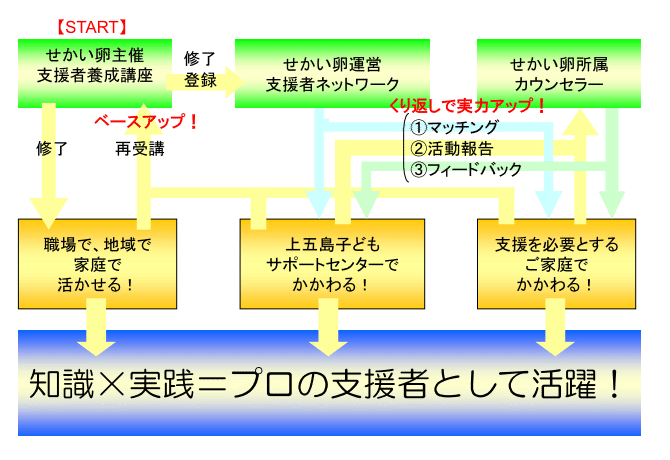 【START】
せかい卵主催
支援者養成講座
修了
登録
せかい卵運営
支援者ネットワーク
せかい卵所属
カウンセラー
くり返しで実力アップ！
①マッチング
②活動報告
③フィードバック
ベースアップ！
修了
再受講
職場で、地域で
家庭で
活かせる！
上五島子ども
サポートセンターで
かかわる！
支援を必要とする
ご家庭で
かかわる！
知識×実践＝プロの支援者として活躍！